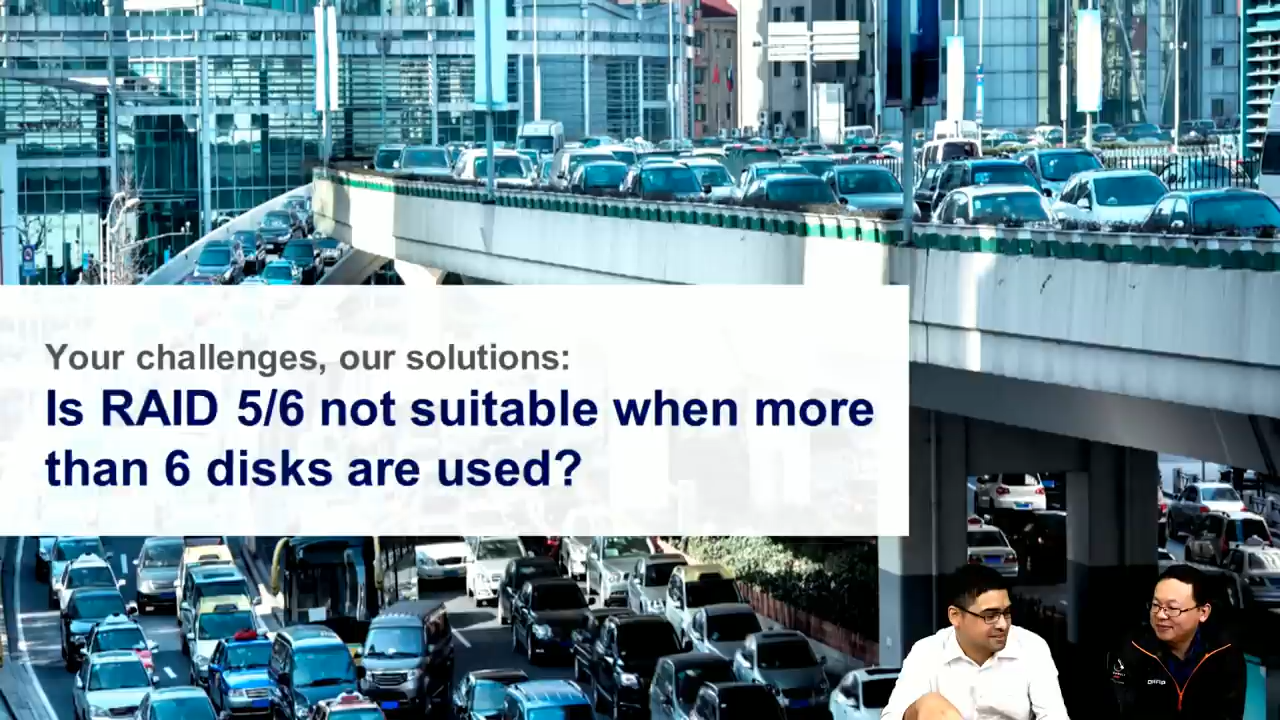 Your challenges, our solutions:
Is RAID 5/6 not suitable when more
than 6 disks are used?